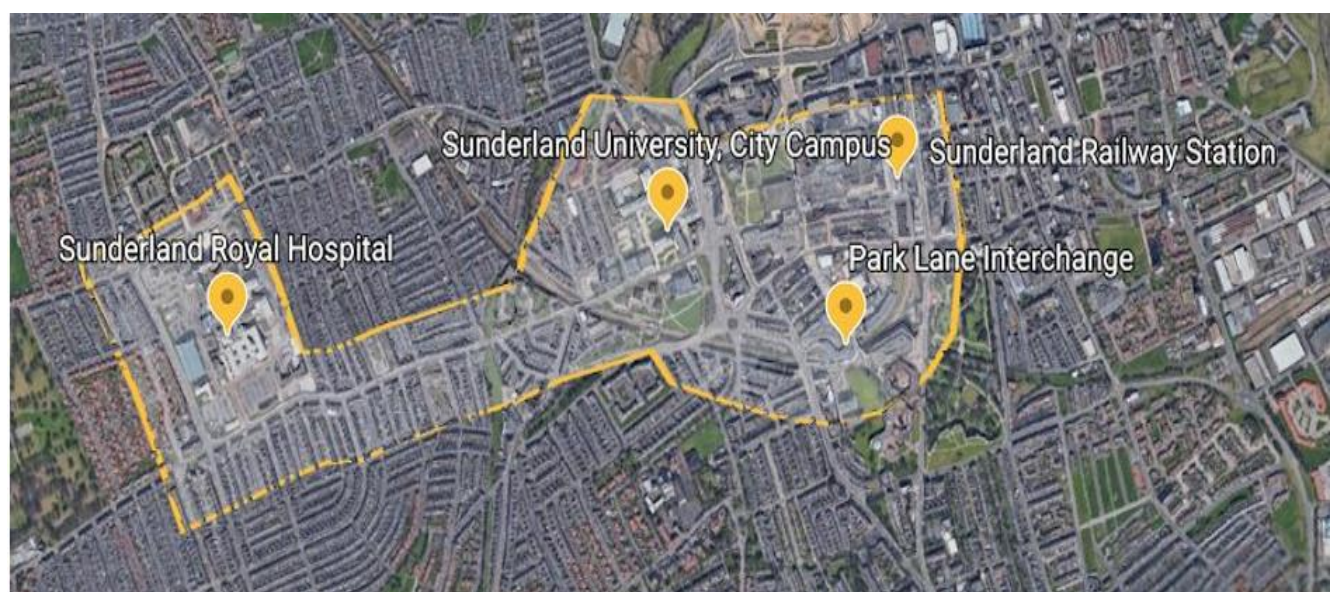 Sunderland University, City Campus
Sunderland Railway Station
Sunderland Royal Hospital
Park Lane Interchange